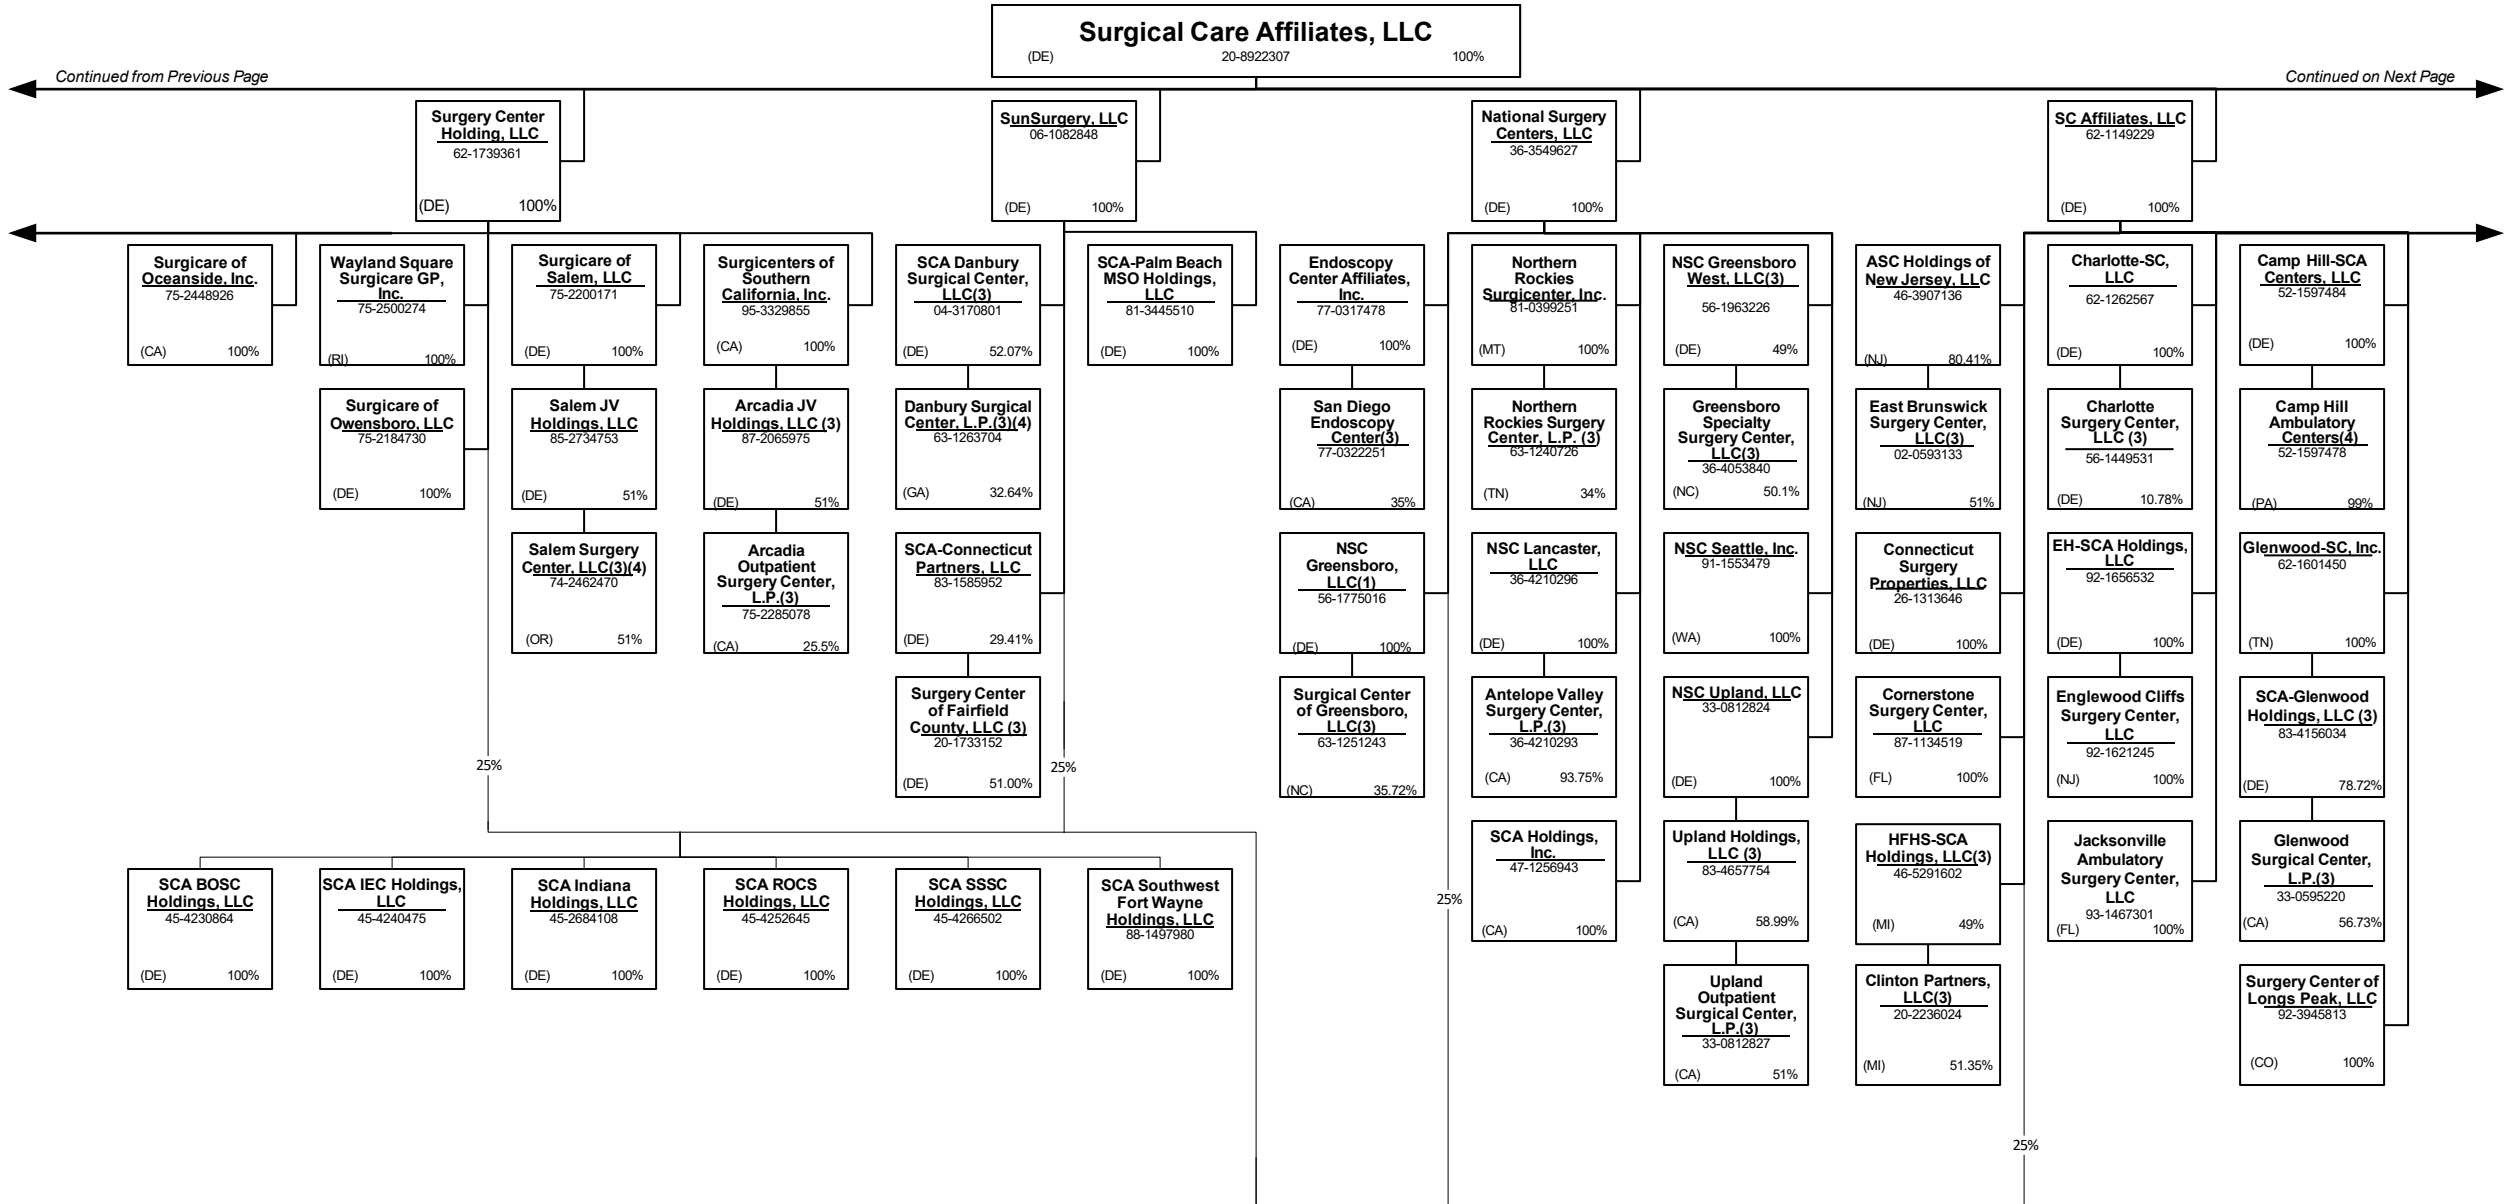 Surgical Care Affiliates, LLC
(DE) 20-8922307 100%
Continued from Previous Page
Continued on Next Page
Surgery Center
Holding, LLC
62-1739361
(DE) 100%
SunSurgery, LLC
06-1082848
(DE) 100%
National Surgery
Centers, LLC
36-3549627
(DE) 100%
SC Affiliates, LLC
62-1149229
(DE) 100%
Surgicare of
Oceanside, Inc.
75-2448926
(CA) 100%
Wayland Square
Surgicare GP,
Inc.
75-2500274
(RI) 100%
Surgicare of
Salem, LLC
75-2200171
(DE) 100%
Surgicenters of
Southern
California, Inc.
95-3329855
(CA) 100%
SCA Danbury
Surgical Center,
LLC(3)
04-3170801
(DE) 52.07%
SCA-Palm Beach
MSO Holdings,
LLC
81-3445510
(DE) 100%
Endoscopy
Center Affiliates,
Inc.
77-0317478
(DE) 100%
Northern
Rockies
Surgicenter, Inc.
81-0399251
(MT) 100%
NSC Greensboro
West, LLC(3)
56-1963226
(DE) 49%
ASC Holdings of
New Jersey, LLC
46-3907136
(NJ) 80.41%
Charlotte-SC,
LLC
62-1262567
(DE) 100%
Camp Hill-SCA
Centers, LLC
52-1597484
(DE) 100%
Surgicare of
Owensboro, LLC
75-2184730
(DE) 100%
Salem JV
Holdings, LLC
85-2734753
(DE) 51%
Arcadia JV
Holdings, LLC (3)
87-2065975
(DE) 51%
Danbury Surgical
Center, L.P.(3)(4)
63-1263704
(GA) 32.64%
San Diego
Endoscopy
Center(3)
77-0322251
(CA) 35%
Northern
Rockies Surgery
Center, L.P. (3)
63-1240726
(TN) 34%
Greensboro
Specialty
Surgery Center,
LLC(3)
36-4053840
(NC) 50.1%
East Brunswick
Surgery Center,
LLC(3)
02-0593133
(NJ) 51%
Charlotte
Surgery Center,
LLC (3)
56-1449531
(DE) 10.78%
Camp Hill
Ambulatory
Centers(4)
52-1597478
(PA) 99%
Salem Surgery
Center, LLC(3)(4)
74-2462470
(OR) 51%
Arcadia
Outpatient
Surgery Center,
L.P.(3)
75-2285078
(CA) 25.5%
SCA-Connecticut
Partners, LLC
83-1585952
(DE) 29.41%
NSC
Greensboro,
LLC(1)
56-1775016
(DE) 100%
NSC Lancaster,
LLC
36-4210296
(DE) 100%
NSC Seattle, Inc.
91-1553479
(WA) 100%
Connecticut
Surgery
Properties, LLC
26-1313646
(DE) 100%
EH-SCA Holdings,
LLC
92-1656532
(DE) 100%
Glenwood-SC, Inc.
62-1601450
(TN) 100%
Surgery Center
of Fairfield
County, LLC (3)
20-1733152
(DE) 51.00%
Surgical Center
of Greensboro,
LLC(3)
63-1251243
(NC) 35.72%
Antelope Valley
Surgery Center,
L.P.(3)
36-4210293
(CA) 93.75%
NSC Upland, LLC
33-0812824
(DE) 100%
Cornerstone
Surgery Center,
LLC
87-1134519
(FL) 100%
Englewood Cliffs
Surgery Center,
LLC
92-1621245
(NJ) 100%
SCA-Glenwood
Holdings, LLC (3)
83-4156034
(DE) 78.72%
25%
25%
SCA Holdings,
Inc.
47-1256943
(CA) 100%
Upland Holdings,
LLC (3)
83-4657754
(CA) 58.99%
HFHS-SCA
Holdings, LLC(3)
46-5291602
(MI) 49%
Jacksonville
Ambulatory
Surgery Center,
LLC
93-1467301
(FL) 100%
Glenwood
Surgical Center,
L.P.(3)
33-0595220
(CA) 56.73%
SCA BOSC
Holdings, LLC
45-4230864
(DE) 100%
SCA IEC Holdings,
LLC
45-4240475
(DE) 100%
SCA Indiana
Holdings, LLC
45-2684108
(DE) 100%
SCA ROCS
Holdings, LLC
45-4252645
(DE) 100%
SCA SSSC
Holdings, LLC
45-4266502
(DE) 100%
SCA Southwest
Fort Wayne
Holdings, LLC
88-1497980
(DE) 100%
25%
Upland
Outpatient
Surgical Center,
L.P.(3)
33-0812827
(CA) 51%
Clinton Partners,
LLC(3)
20-2236024
(MI) 51.35%
Surgery Center of
Longs Peak, LLC
92-3945813
(CO) 100%
25%